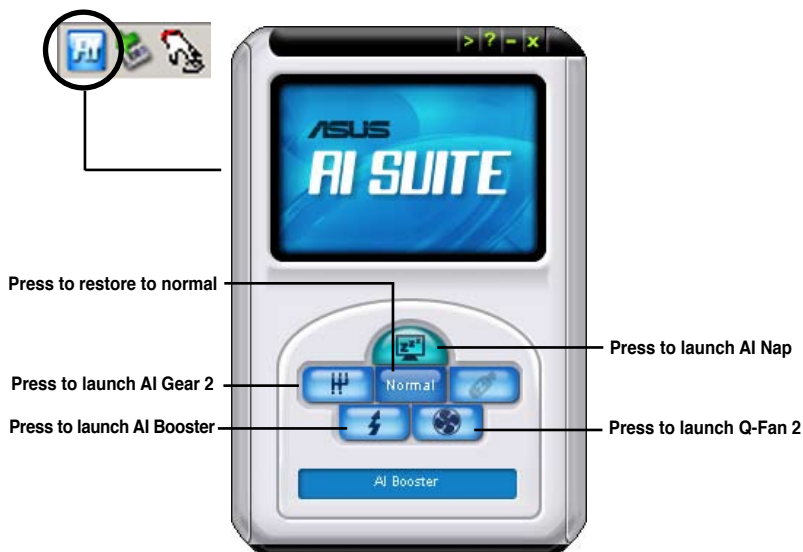 > ? - x
ASUS
AI SUITE
Press to restore to normal
zzz
Press to launch AI Nap
Press to launch AI Gear 2
Normal
Press to launch AI Booster
Press to launch Q-Fan 2
AI Booster